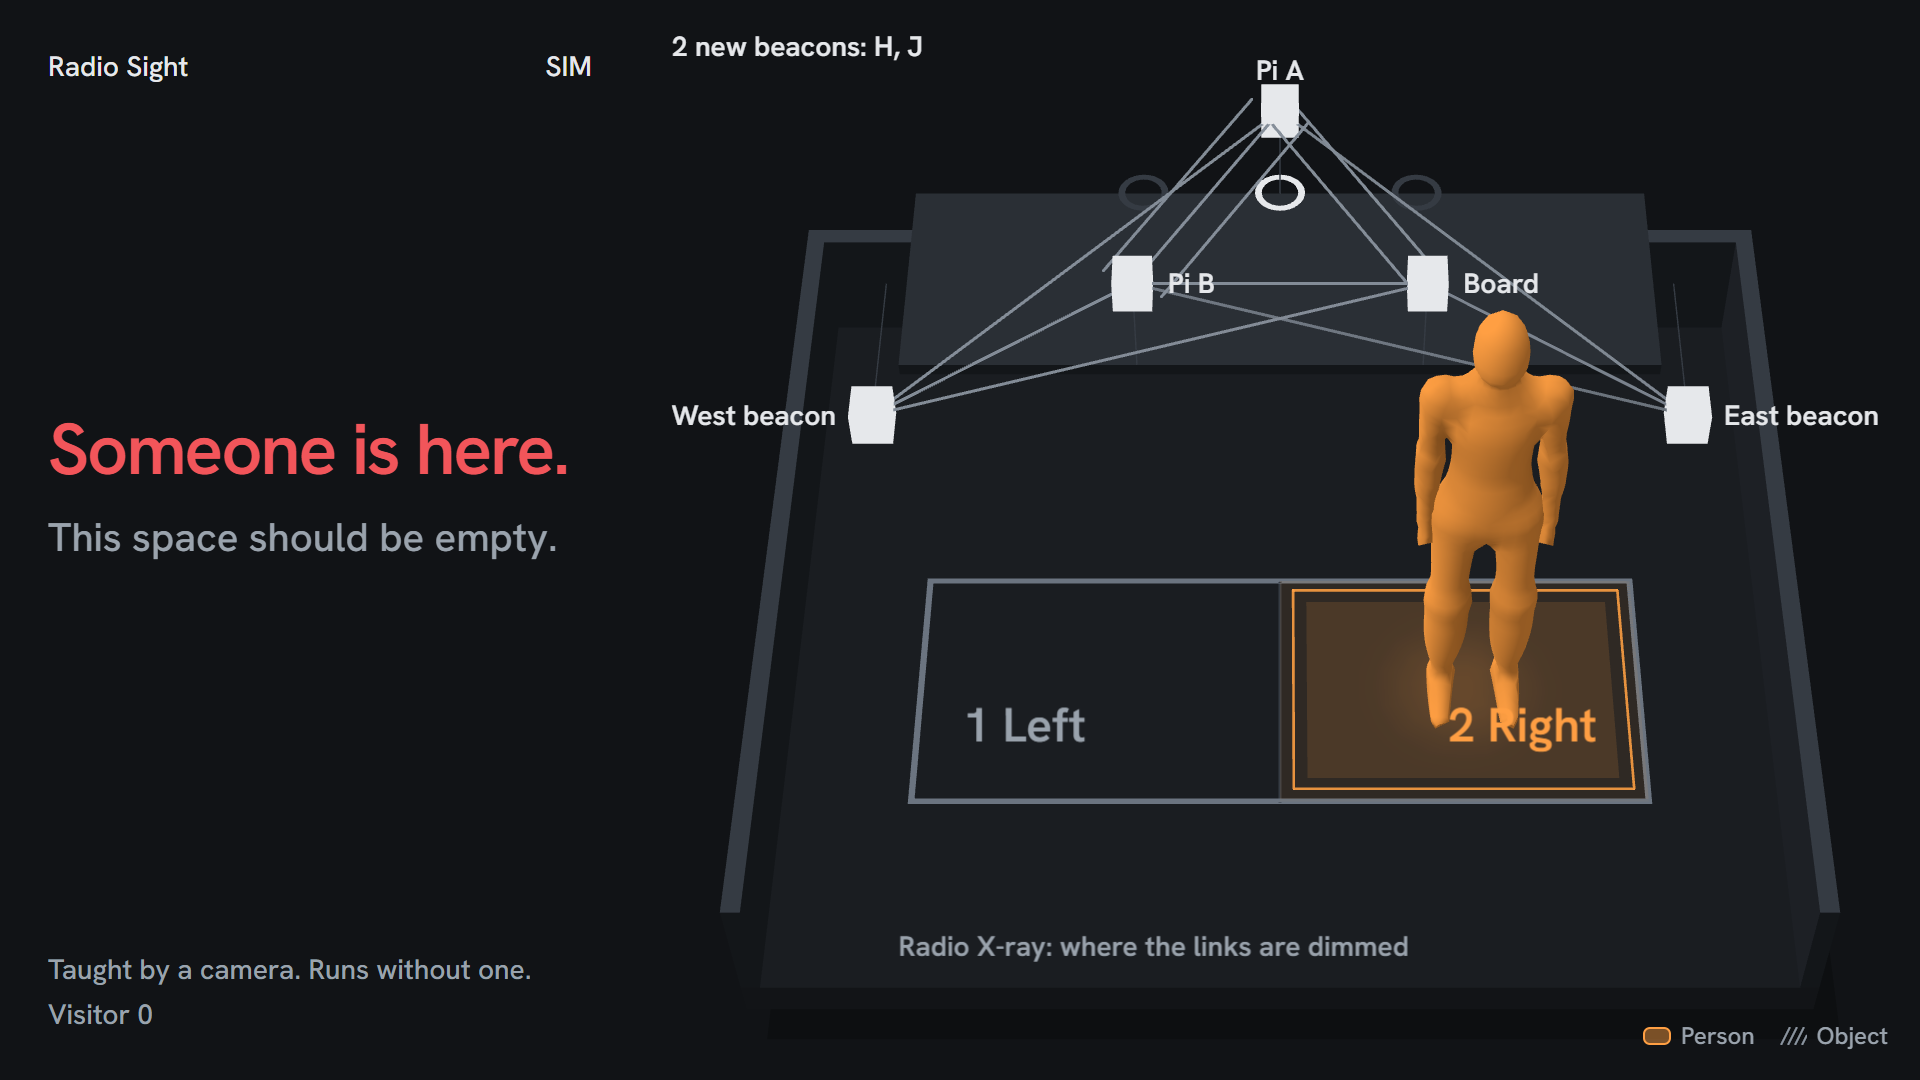 Radio Sight
SIM
Someone is here.
This space should be empty.
Taught by a camera. Runs without one.
Visitor 0
2 new beacons: H, J
Pi A
Pi B
Board
West beacon
East beacon
1 Left
2 Right
Radio X-ray: where the links are dimmed
Person
Object